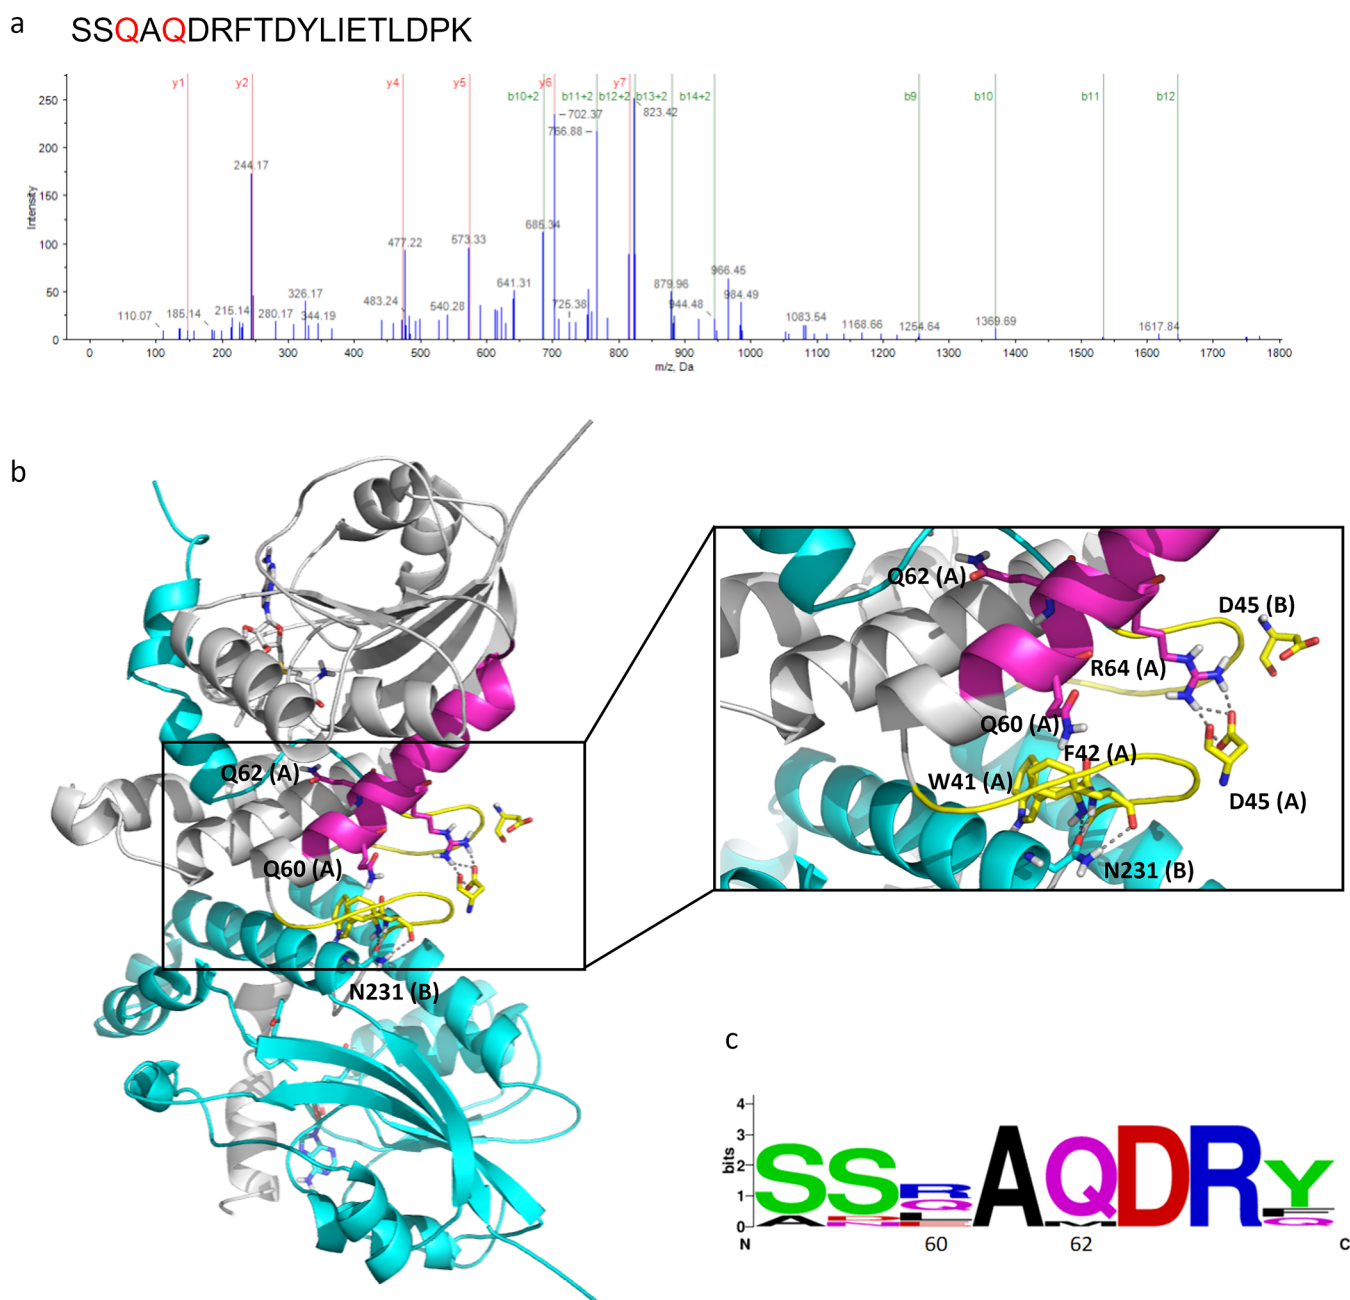 a
SSQAQDRFTDYLIETLDPK
y1 y2 y4 y5 y6 y7
b10+2 b11+2 b12+2 b13+2 b14+2 b9 b10 b11 b12
250
200
150
100
50
0
Intensity
110.07 185.14 215.14 244.17 280.17 326.17 344.19 477.22 483.24 540.28 573.33 641.31 686.34 702.37 725.38 766.88 823.42 879.96 944.48 966.45 984.49 1083.54 1168.66 1254.64 1369.69 1617.84
0 100 200 300 400 500 600 700 800 900 1000 1100 1200 1300 1400 1500 1600 1700 1800
m/z, Da
b
Q62 (A)
Q60 (A)
N231 (B)
Q62 (A)
D45 (B)
R64 (A)
Q60 (A)
F42 (A)
W41 (A)
D45 (A)
N231 (B)
c
4
3
2
1
0
bits
SSRAQDRY
N 60 62 C